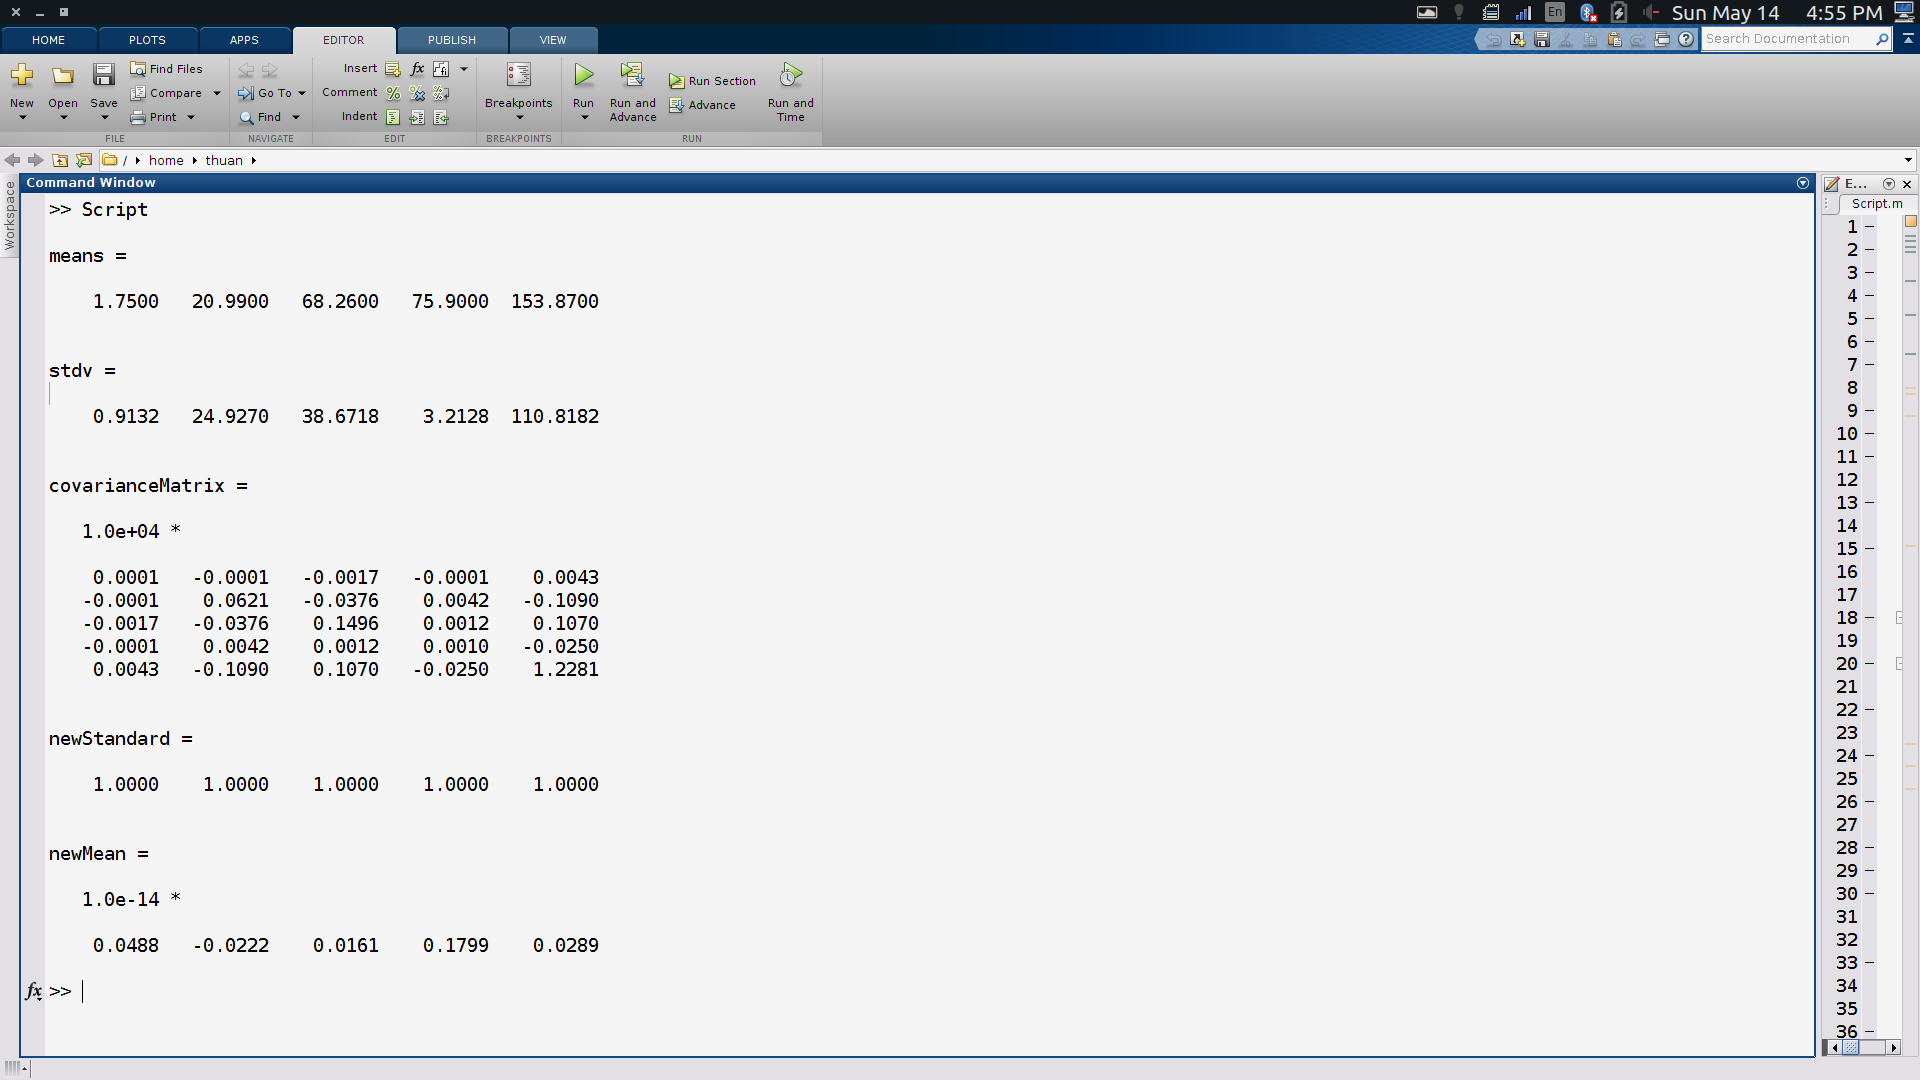 En
Sun May 14 4:55 PM
HOME PLOTS APPS EDITOR PUBLISH VIEW
Search Documentation
New
Open
Save
Find Files
Compare
Print
FILE
Go To
Find
NAVIGATE
Insert
Comment
Indent
EDIT
Breakpoints
BREAKPOINTS
Run
Run and Advance
Run Section
Advance
Run and Time
RUN
/ home thuan
Workspace
Command Window
>> Script
means =
1.7500 20.9900 68.2600 75.9000 153.8700
stdv =
0.9132 24.9270 38.6718 3.2128 110.8182
covarianceMatrix =
1.0e+04 *
0.0001 -0.0001 -0.0017 -0.0001 0.0043
-0.0001 0.0621 -0.0376 0.0042 -0.1090
-0.0017 -0.0376 0.1496 0.0012 0.1070
-0.0001 0.0042 0.0012 0.0010 -0.0250
0.0043 -0.1090 0.1070 -0.0250 1.2281
newStandard =
1.0000 1.0000 1.0000 1.0000 1.0000
newMean =
1.0e-14 *
0.0488 -0.0222 0.0161 0.1799 0.0289
fx >>
E...
Script.m
1 –
2 –
3 –
4 –
5 –
6 –
7 –
8
9 –
10 –
11 –
12
13 –
14 –
15 –
16
17
18 –
19
20 –
21
22 –
23
24 –
25 –
26 –
27
28 –
29 –
30 –
31
32 –
33 –
34 –
35
36 –